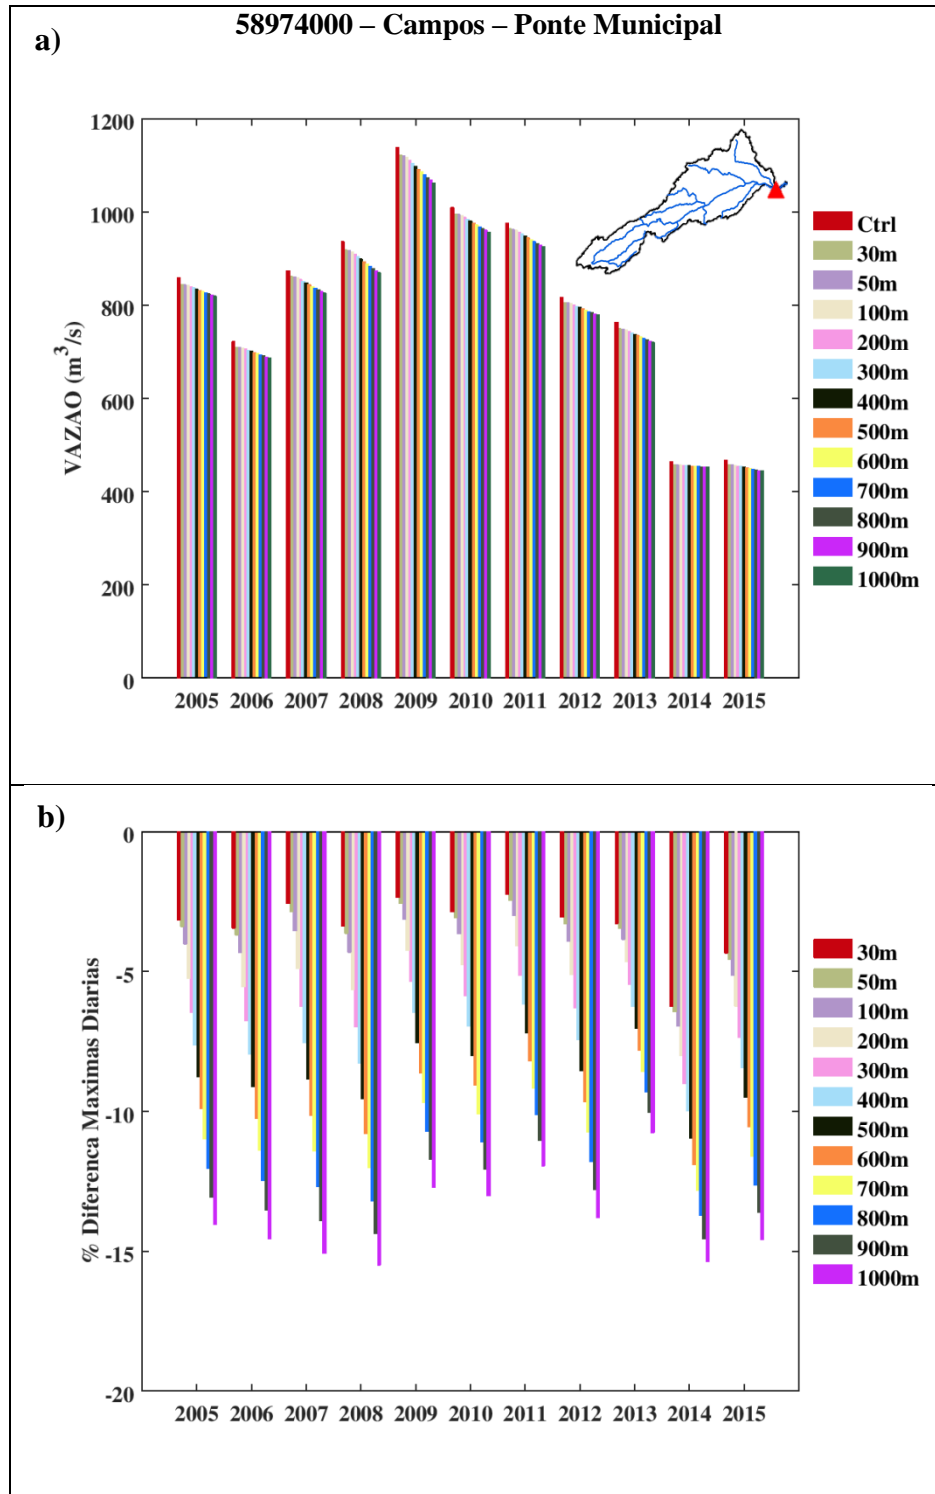 58974000 – Campos – Ponte Municipal
a)
1200
1000
800
600
400
200
0
VAZAO (m³/s)
2005 2006 2007 2008 2009 2010 2011 2012 2013 2014 2015
Ctrl
30m
50m
100m
200m
300m
400m
500m
600m
700m
800m
900m
1000m
b)
0
-5
-10
-15
-20
% Diferenca Maximas Diarias
2005 2006 2007 2008 2009 2010 2011 2012 2013 2014 2015
30m
50m
100m
200m
300m
400m
500m
600m
700m
800m
900m
1000m